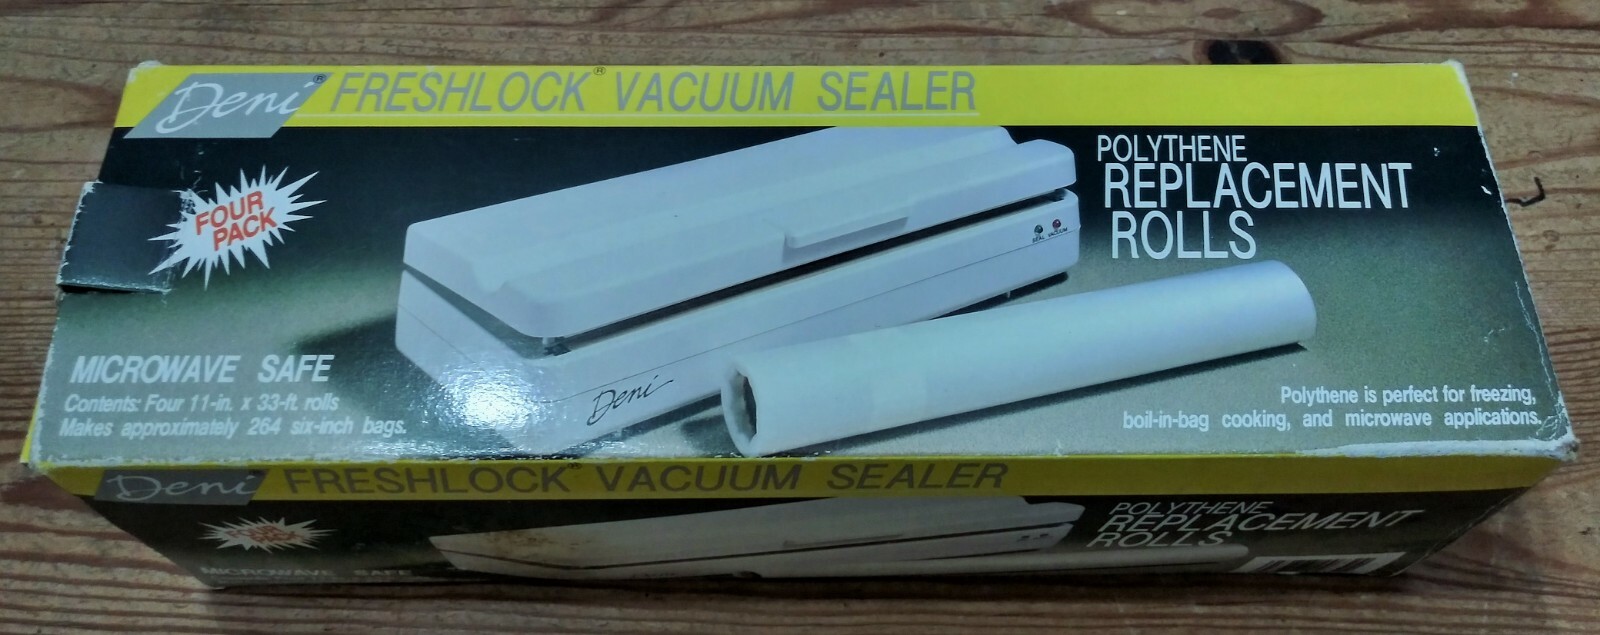 Deni® FRESHLOCK® VACUUM SEALER
FOUR
PACK
POLYTHENE
REPLACEMENT
ROLLS
SEAL VACUUM
Deni
MICROWAVE SAFE
Contents: Four 11-in. x 33-ft. rolls
Makes approximately 264 six-inch bags.
Polythene is perfect for freezing,
boil-in-bag cooking, and microwave applications.
Deni FRESHLOCK® VACUUM SEALER
POLYTHENE
REPLACEMENT
ROLLS
MICROWAVE SAFE